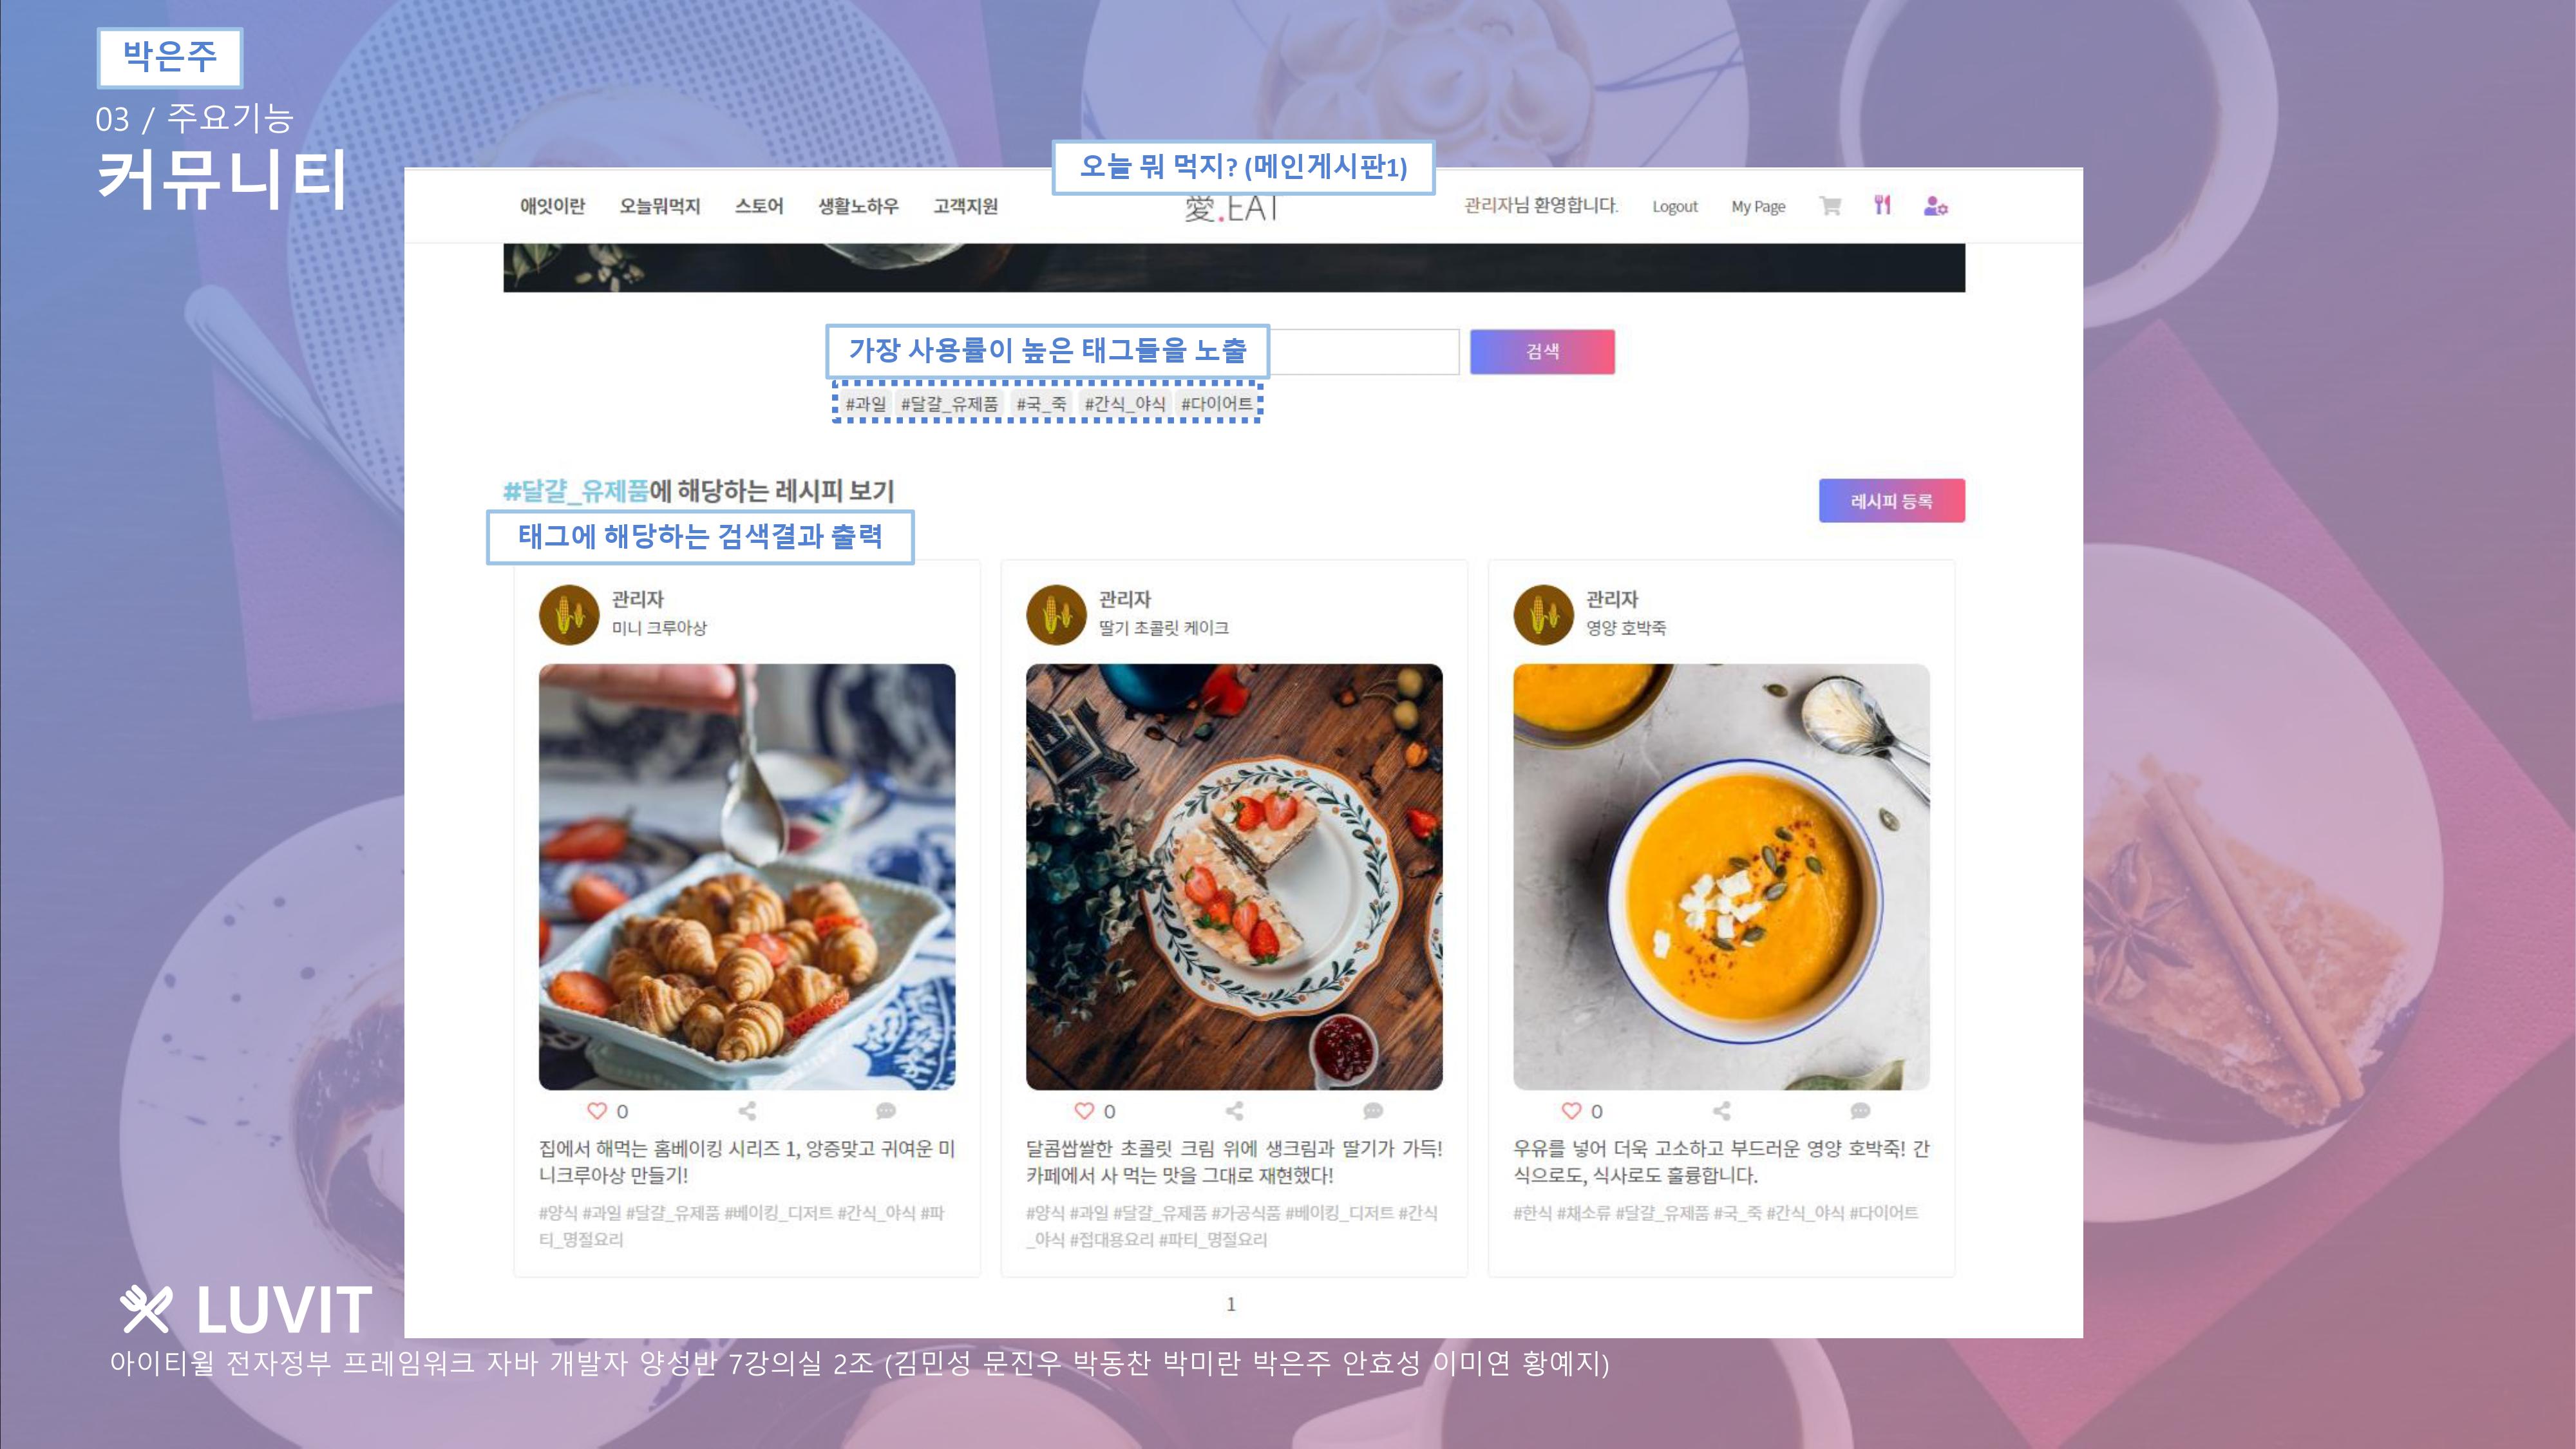 박은주
03 / 주요기능
커뮤니티
오늘 뭐 먹지? (메인게시판1)
애잇이란 오늘뭐먹지 스토어 생활노하우 고객지원
愛.EAT
관리자님 환영합니다. Logout My Page
가장 사용률이 높은 태그들을 노출
검색
#과일 #달걀_유제품 #국_죽 #간식_야식 #다이어트
#달걀_유제품에 해당하는 레시피 보기
레시피 등록
태그에 해당하는 검색결과 출력
관리자
미니 크루아상
0
집에서 해먹는 홈베이킹 시리즈 1, 앙증맞고 귀여운 미
니크루아상 만들기!
#양식 #과일 #달걀_유제품 #베이킹_디저트 #간식_야식 #파
티_명절요리
관리자
딸기 초콜릿 케이크
0
달콤쌉쌀한 초콜릿 크림 위에 생크림과 딸기가 가득!
카페에서 사 먹는 맛을 그대로 재현했다!
#양식 #과일 #달걀_유제품 #가공식품 #베이킹_디저트 #간식
_야식 #접대용요리 #파티_명절요리
관리자
영양 호박죽
0
우유를 넣어 더욱 고소하고 부드러운 영양 호박죽! 간
식으로도, 식사로도 훌륭합니다.
#한식 #채소류 #달걀_유제품 #국_죽 #간식_야식 #다이어트
1
LUVIT
아이티윌 전자정부 프레임워크 자바 개발자 양성반 7강의실 2조 (김민성 문진우 박동찬 박미란 박은주 안효성 이미연 황예지)